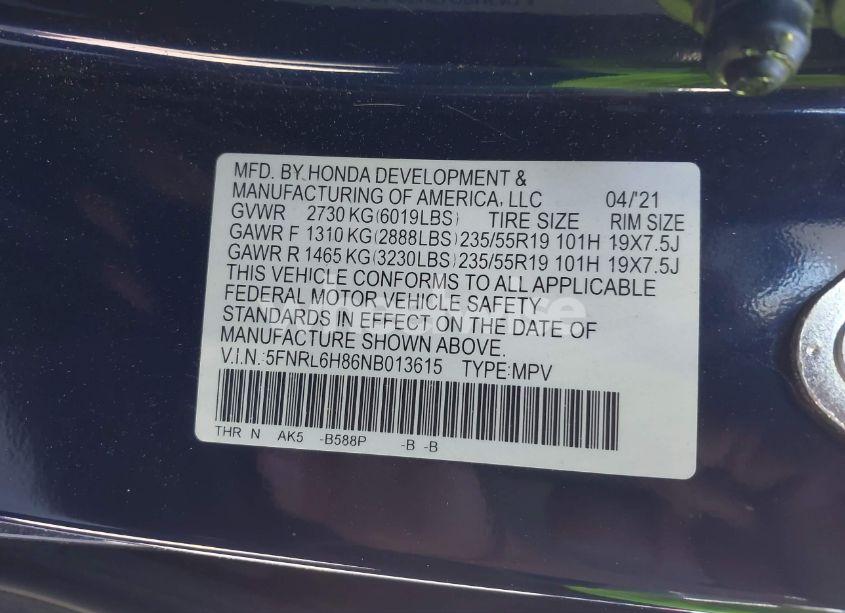 MFD. BY HONDA DEVELOPMENT &
MANUFACTURING OF AMERICA, LLC 04/'21
GVWR 2730 KG(6019LBS) TIRE SIZE RIM SIZE
GAWR F 1310 KG(2888LBS) 235/55R19 101H 19X7.5J
GAWR R 1465 KG(3230LBS) 235/55R19 101H 19X7.5J
THIS VEHICLE CONFORMS TO ALL APPLICABLE
FEDERAL MOTOR VEHICLE SAFETY
STANDARDS IN EFFECT ON THE DATE OF
MANUFACTURE SHOWN ABOVE.
V.I.N.:5FNRL6H86NB013615 TYPE:MPV
THR N AK5 -B588P -B -B